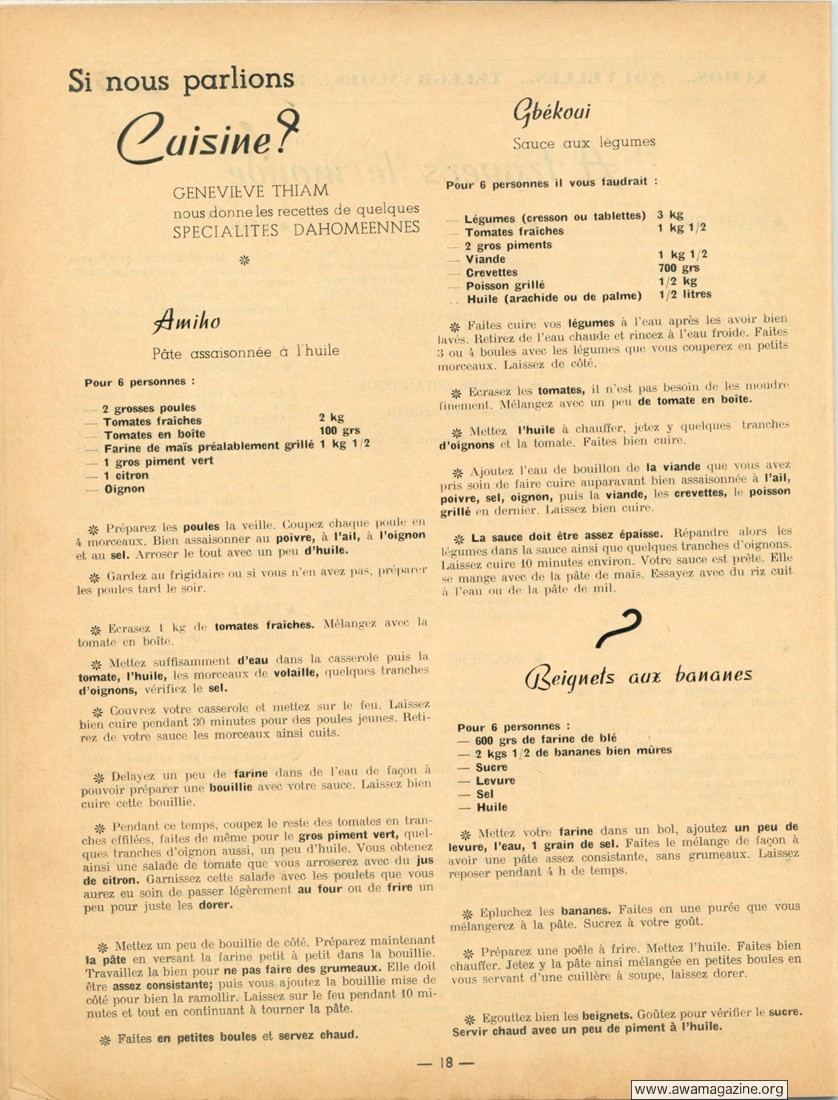 Si nous parlions
Cuisine?
GENEVIEVE THIAM
nous donne les recettes de quelques
SPECIALITES DAHOMEENNES
Amiho
Pâte assaisonnée à l'huile
Pour 6 personnes :
— 2 grosses poules
— Tomates fraîches 2 kg
— Tomates en boîte 100 grs
— Farine de maïs préalablement grillé 1 kg 1/2
— 1 gros piment vert
— 1 citron
— Oignon
Préparez les poules la veille. Coupez chaque poule en
4 morceaux. Bien assaisonner au poivre, à l'ail, à l'oignon
et au sel. Arroser le tout avec un peu d'huile.
Gardez au frigidaire ou si vous n'en avez pas, préparer
les poules tard le soir.
Ecrasez 1 kg de tomates fraîches. Mélangez avec la
tomate en boîte.
Mettez suffisamment d'eau dans la casserole puis la
tomate, l'huile, les morceaux de volaille, quelques tranches
d'oignons, vérifiez le sel.
Couvrez votre casserole et mettez sur le feu. Laissez
bien cuire pendant 30 minutes pour des poules jeunes. Reti-
rez de votre sauce les morceaux ainsi cuits.
Delayez un peu de farine dans de l'eau de façon à
pouvoir préparer une bouillie avec votre sauce. Laissez bien
cuire cette bouillie.
Pendant ce temps, coupez le reste des tomates en tran-
ches effilées, faites de même pour le gros piment vert, quel-
ques tranches d'oignon aussi, un peu d'huile. Vous obtenez
ainsi une salade de tomate que vous arroserez avec du jus
de citron. Garnissez cette salade avec les poulets que vous
aurez eu soin de passer légèrement au four ou de frire un
peu pour juste les dorer.
Mettez un peu de bouillie de côté. Préparez maintenant
la pâte en versant la farine petit à petit dans la bouillie.
Travaillez la bien pour ne pas faire des grumeaux. Elle doit
être assez consistante; puis vous ajoutez la bouillie mise de
côté pour bien la ramollir. Laissez sur le feu pendant 10 mi-
nutes et tout en continuant à tourner la pâte.
Faites en petites boules et servez chaud.
Gbékoui
Sauce aux légumes
Pour 6 personnes il vous faudrait :
— Légumes (cresson ou tablettes) 3 kg
— Tomates fraîches 1 kg 1/2
— 2 gros piments
— Viande 1 kg 1/2
— Crevettes 700 grs
— Poisson grillé 1/2 kg
— Huile (arachide ou de palme) 1/2 litres
Faites cuire vos légumes à l'eau après les avoir bien
lavés. Retirez de l'eau chaude et rincez à l'eau froide. Faites
3 ou 4 boules avec les légumes que vous couperez en petits
morceaux. Laissez de côté.
Ecrasez les tomates, il n'est pas besoin de les moudre
finement. Mélangez avec un peu de tomate en boîte.
Mettez l'huile à chauffer, jetez y quelques tranches
d'oignons et la tomate. Faites bien cuire.
Ajoutez l'eau de bouillon de la viande que vous avez
pris soin de faire cuire auparavant bien assaisonnée à l'ail,
poivre, sel, oignon, puis la viande, les crevettes, le poisson
grillé en dernier. Laissez bien cuire.
La sauce doit être assez épaisse. Répandre alors les
légumes dans la sauce ainsi que quelques tranches d'oignons.
Laissez cuire 10 minutes environ. Votre sauce est prête. Elle
se mange avec de la pâte de maïs. Essayez avec du riz cuit
à l'eau ou de la pâte de mil.
Beignets aux bananes
Pour 6 personnes :
— 600 grs de farine de blé
— 2 kgs 1/2 de bananes bien mûres
— Sucre
— Levure
— Sel
— Huile
Mettez votre farine dans un bol, ajoutez un peu de
levure, l'eau, 1 grain de sel. Faites le mélange de façon à
avoir une pâte assez consistante, sans grumeaux. Laissez
reposer pendant 4 h de temps.
Epluchez les bananes. Faites en une purée que vous
mélangerez à la pâte. Sucrez à votre goût.
Préparez une poêle à frire. Mettez l'huile. Faites bien
chauffer. Jetez y la pâte ainsi mélangée en petites boules en
vous servant d'une cuillère à soupe, laissez dorer.
Egouttez bien les beignets. Goûtez pour vérifier le sucre.
Servir chaud avec un peu de piment à l'huile.
— 18 —
www.awamagazine.org